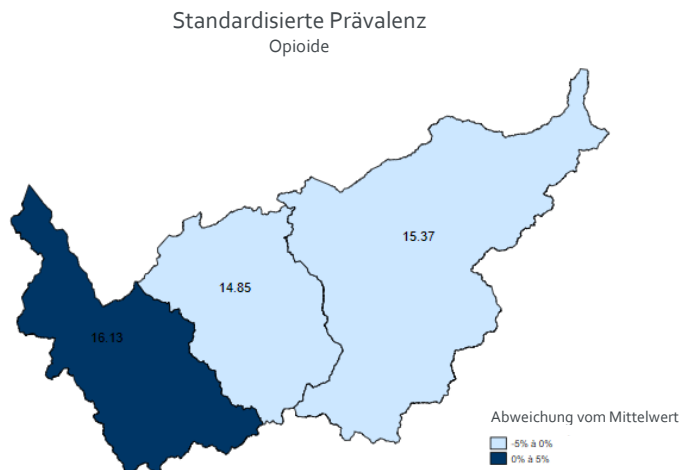 Standardisierte Prävalenz
Opioide
15.37
14.85
16.13
Abweichung vom Mittelwert
-5% à 0%
0% à 5%